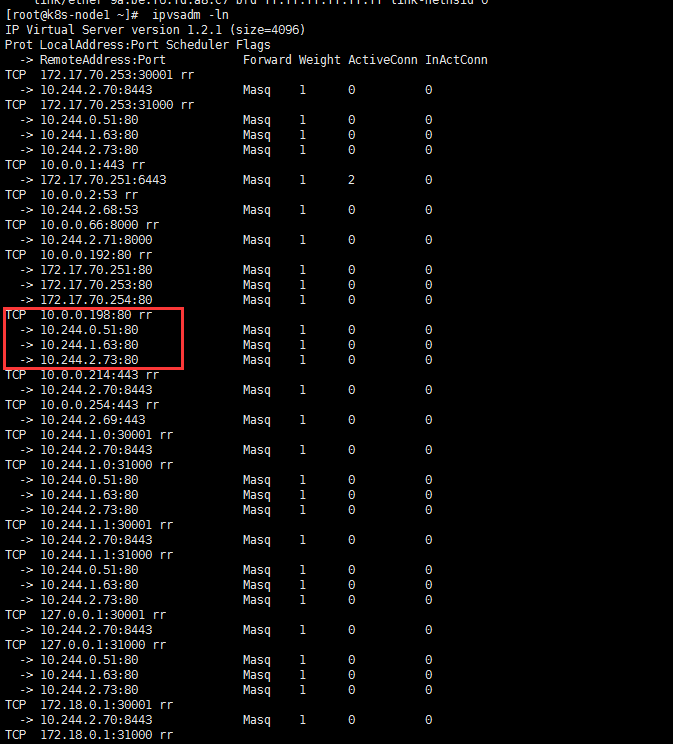 [root@k8s-node1 ~]# ipvsadm -ln
IP Virtual Server version 1.2.1 (size=4096)
Prot LocalAddress:Port Scheduler Flags
-> RemoteAddress:Port Forward Weight ActiveConn InActConn
TCP 172.17.70.253:30001 rr
-> 10.244.2.70:8443 Masq 1 0 0
TCP 172.17.70.253:31000 rr
-> 10.244.0.51:80 Masq 1 0 0
-> 10.244.1.63:80 Masq 1 0 0
-> 10.244.2.73:80 Masq 1 0 0
TCP 10.0.0.1:443 rr
-> 172.17.70.251:6443 Masq 1 2 0
TCP 10.0.0.2:53 rr
-> 10.244.2.68:53 Masq 1 0 0
TCP 10.0.0.66:8000 rr
-> 10.244.2.71:8000 Masq 1 0 0
TCP 10.0.0.192:80 rr
-> 172.17.70.251:80 Masq 1 0 0
-> 172.17.70.253:80 Masq 1 0 0
-> 172.17.70.254:80 Masq 1 0 0
TCP 10.0.0.198:80 rr
-> 10.244.0.51:80 Masq 1 0 0
-> 10.244.1.63:80 Masq 1 0 0
-> 10.244.2.73:80 Masq 1 0 0
TCP 10.0.0.214:443 rr
-> 10.244.2.70:8443 Masq 1 0 0
TCP 10.0.0.254:443 rr
-> 10.244.2.69:443 Masq 1 0 0
TCP 10.244.1.0:30001 rr
-> 10.244.2.70:8443 Masq 1 0 0
TCP 10.244.1.0:31000 rr
-> 10.244.0.51:80 Masq 1 0 0
-> 10.244.1.63:80 Masq 1 0 0
-> 10.244.2.73:80 Masq 1 0 0
TCP 10.244.1.1:30001 rr
-> 10.244.2.70:8443 Masq 1 0 0
TCP 10.244.1.1:31000 rr
-> 10.244.0.51:80 Masq 1 0 0
-> 10.244.1.63:80 Masq 1 0 0
-> 10.244.2.73:80 Masq 1 0 0
TCP 127.0.0.1:30001 rr
-> 10.244.2.70:8443 Masq 1 0 0
TCP 127.0.0.1:31000 rr
-> 10.244.0.51:80 Masq 1 0 0
-> 10.244.1.63:80 Masq 1 0 0
-> 10.244.2.73:80 Masq 1 0 0
TCP 172.18.0.1:30001 rr
-> 10.244.2.70:8443 Masq 1 0 0
TCP 172.18.0.1:31000 rr